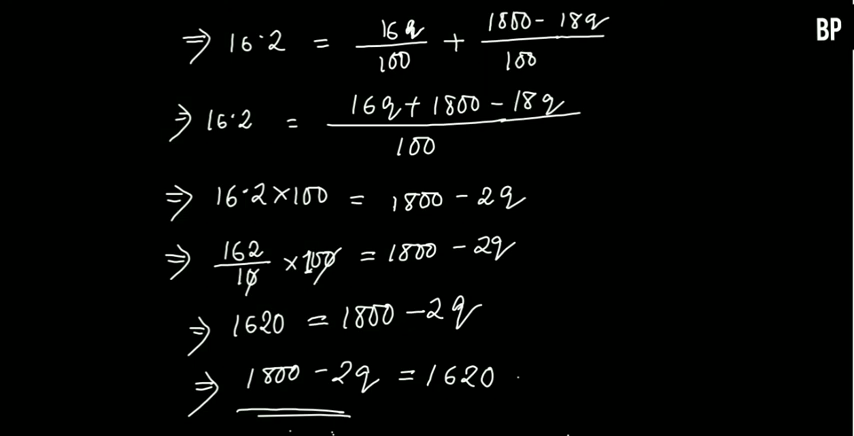 BP
⇒ 16·2 = 16q/100 + 1800 - 18q/100
⇒ 16·2 = 16q + 1800 - 18q/100
⇒ 16·2 × 100 = 1800 - 2q
⇒ 162/10 × 100 = 1800 - 2q
⇒ 1620 = 1800 - 2q
⇒ 1800 - 2q = 1620